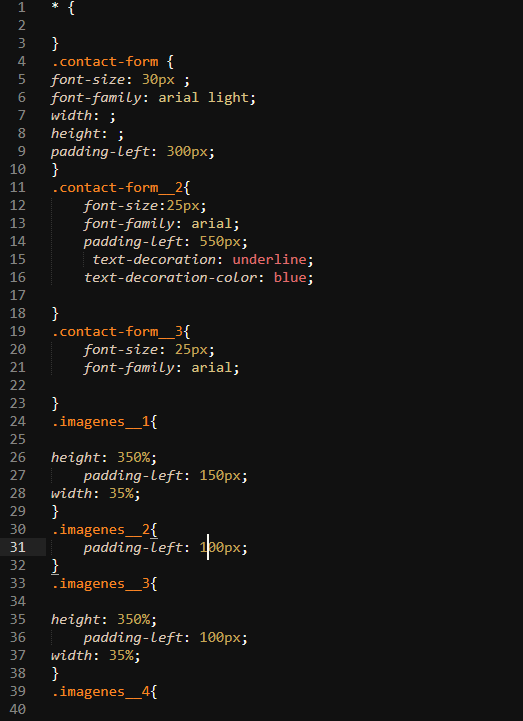 1 * {
2
3 }
4 .contact-form {
5 font-size: 30px ;
6 font-family: arial light;
7 width: ;
8 height: ;
9 padding-left: 300px;
10 }
11 .contact-form__2{
12 font-size:25px;
13 font-family: arial;
14 padding-left: 550px;
15 text-decoration: underline;
16 text-decoration-color: blue;
17
18 }
19 .contact-form__3{
20 font-size: 25px;
21 font-family: arial;
22
23 }
24 .imagenes__1{
25
26 height: 350%;
27 padding-left: 150px;
28 width: 35%;
29 }
30 .imagenes__2{
31 padding-left: 100px;
32 }
33 .imagenes__3{
34
35 height: 350%;
36 padding-left: 100px;
37 width: 35%;
38 }
39 .imagenes__4{
40